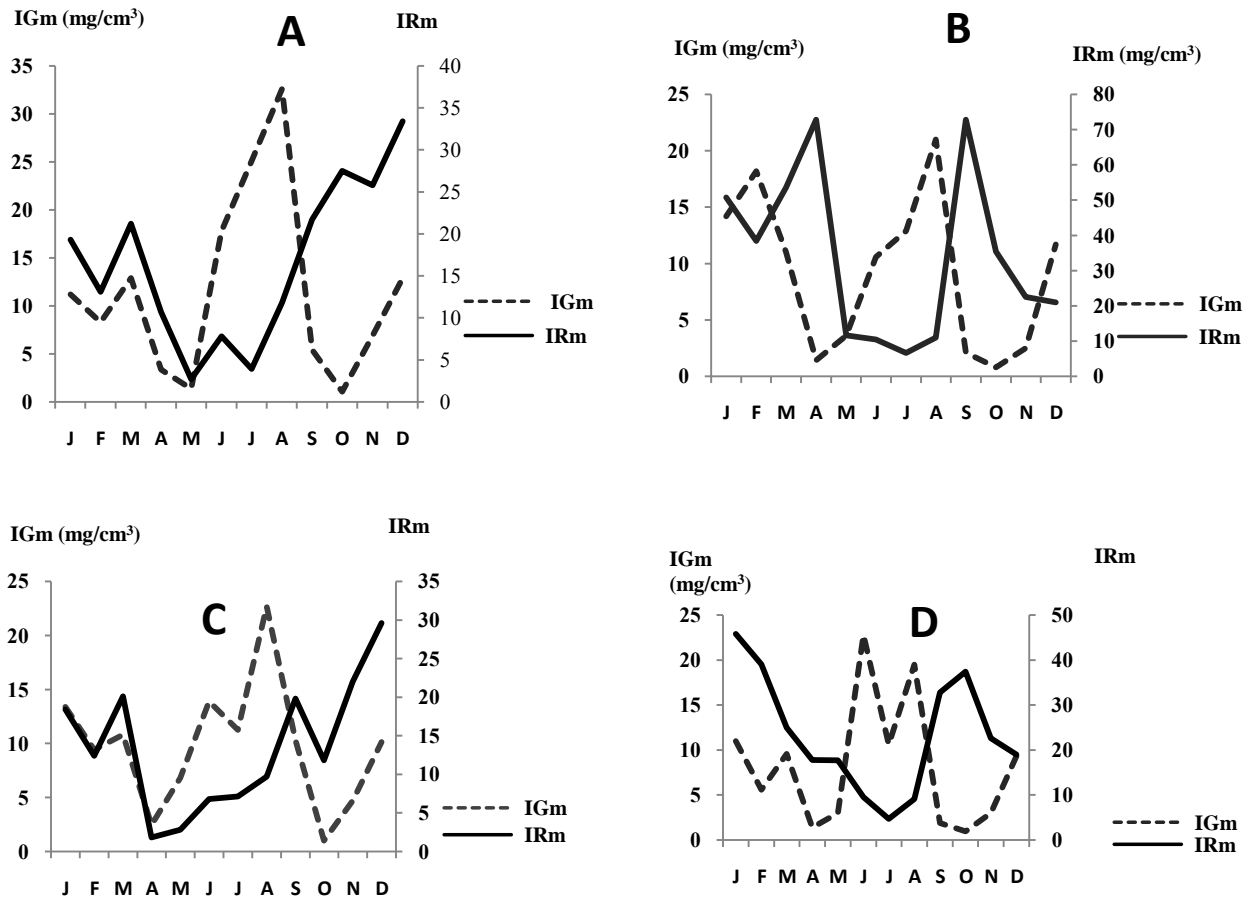 IGm (mg/cm³) A IRm
35 40
30 35
25 30
20 25
15 20
10 15
5 10
0 5
0
J F M A M J J A S O N D
IGm
IRm
IGm (mg/cm³) B IRm (mg/cm³)
25 80
20 70
15 60
10 50
5 40
0 30
20
10
0
J F M A M J J A S O N D
IGm
IRm
IGm (mg/cm³) C IRm
25 35
20 30
15 25
10 20
5 15
0 10
5
0
J F M A M J J A S O N D
IGm
IRm
IGm
(mg/cm³) D IRm
25 50
20 40
15 30
10 20
5 10
0 0
J F M A M J J A S O N D
IGm
IRm